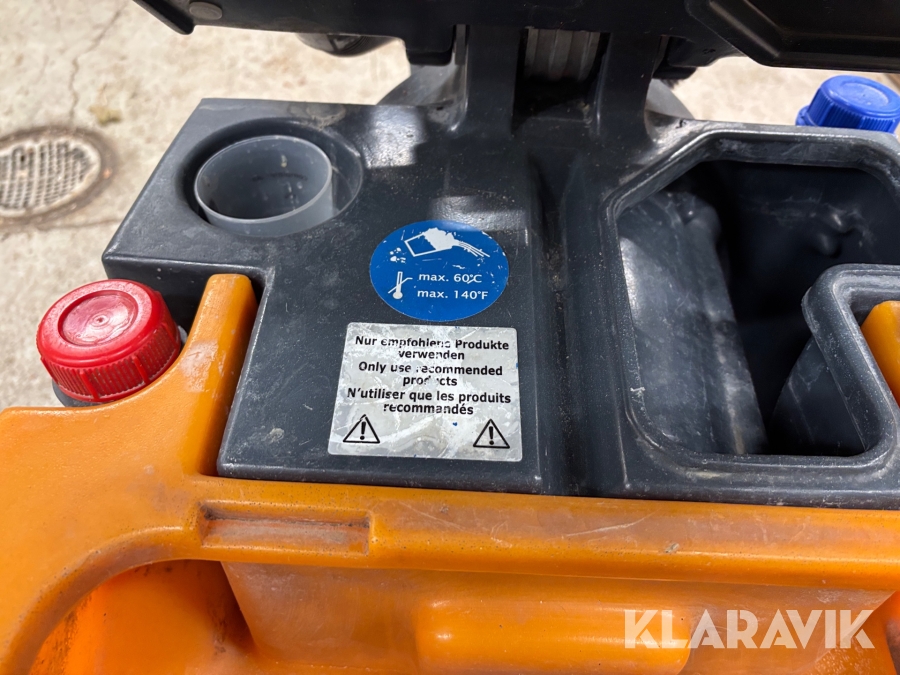 max. 60°C
max. 140°F
Nur empfohlene Produkte
verwenden
Only use recommended
products
N'utiliser que les produits
recommandés
KLARAVIK